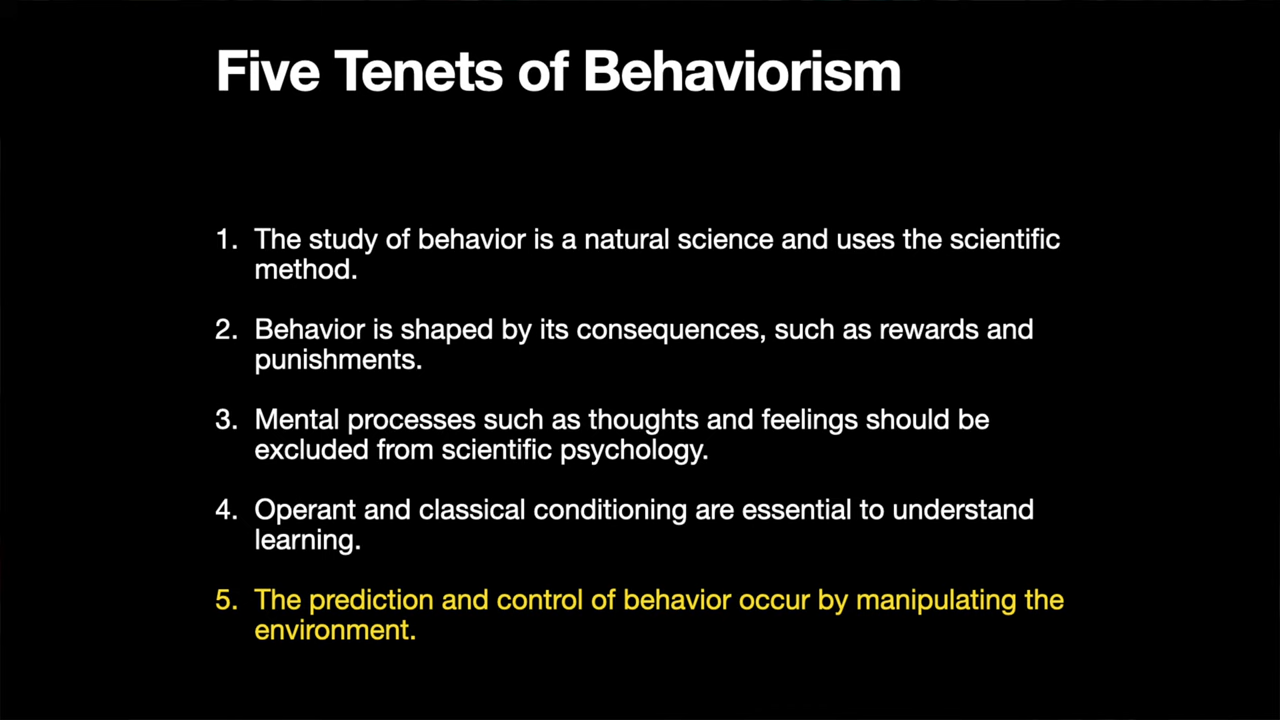 Five Tenets of Behaviorism
1. The study of behavior is a natural science and uses the scientific
method.
2. Behavior is shaped by its consequences, such as rewards and
punishments.
3. Mental processes such as thoughts and feelings should be
excluded from scientific psychology.
4. Operant and classical conditioning are essential to understand
learning.
5. The prediction and control of behavior occur by manipulating the
environment.